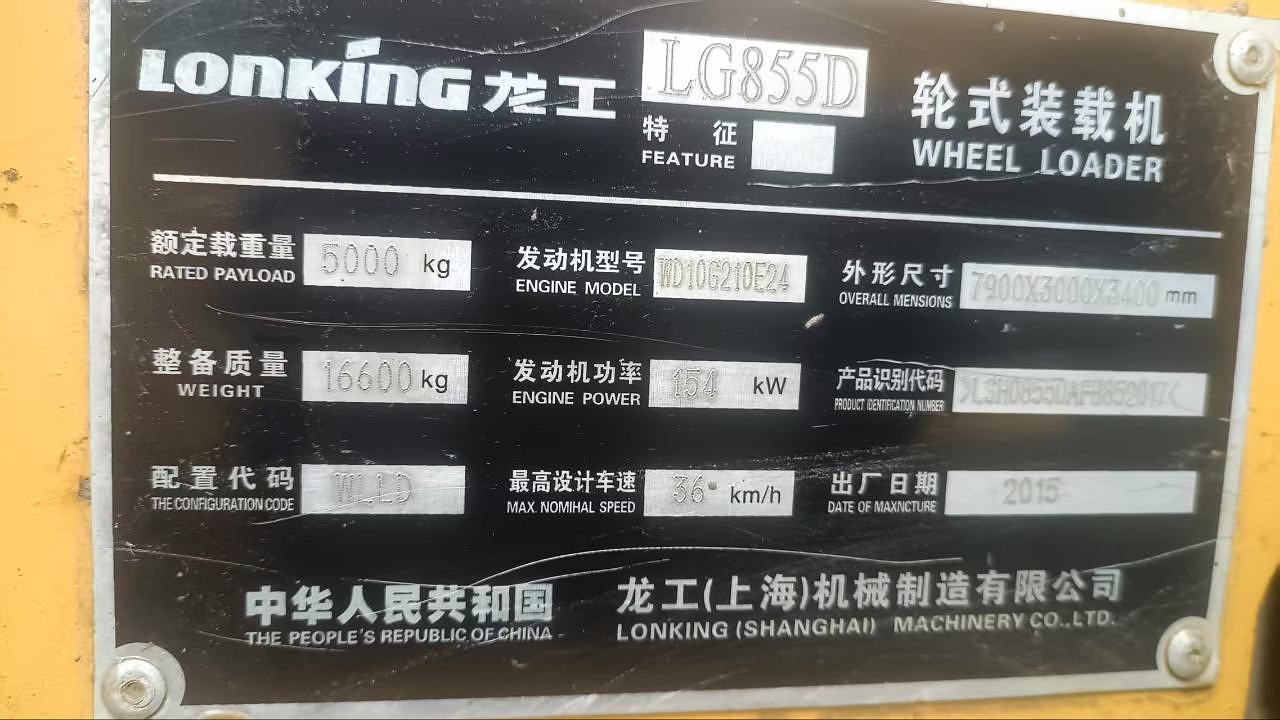 LONKING 龙工 LG855D 轮式装载机
特 征
FEATURE
WHEEL LOADER
额定载重量 5000 kg 发动机型号 WD10G210E24 外形尺寸 7900X3000X3400 mm
RATED PAYLOAD ENGINE MODEL OVERALL MENSIONS
整备质量 16600 kg 发动机功率 154 kW 产品识别代码 >LSH0855DAFB852017<
WEIGHT ENGINE POWER PRODUCT IDENTIFICATION NUMBER
配置代码 WLLD 最高设计车速 36 km/h 出厂日期 2015
THE CONFIGURATION CODE MAX NOMIHAL SPEED DATE OF MAXNCTURE
中华人民共和国 龙工(上海)机械制造有限公司
THE PEOPLE'S REPUBLIC OF CHINA LONKING (SHANGHAI) MACHINERY CO.,LTD.